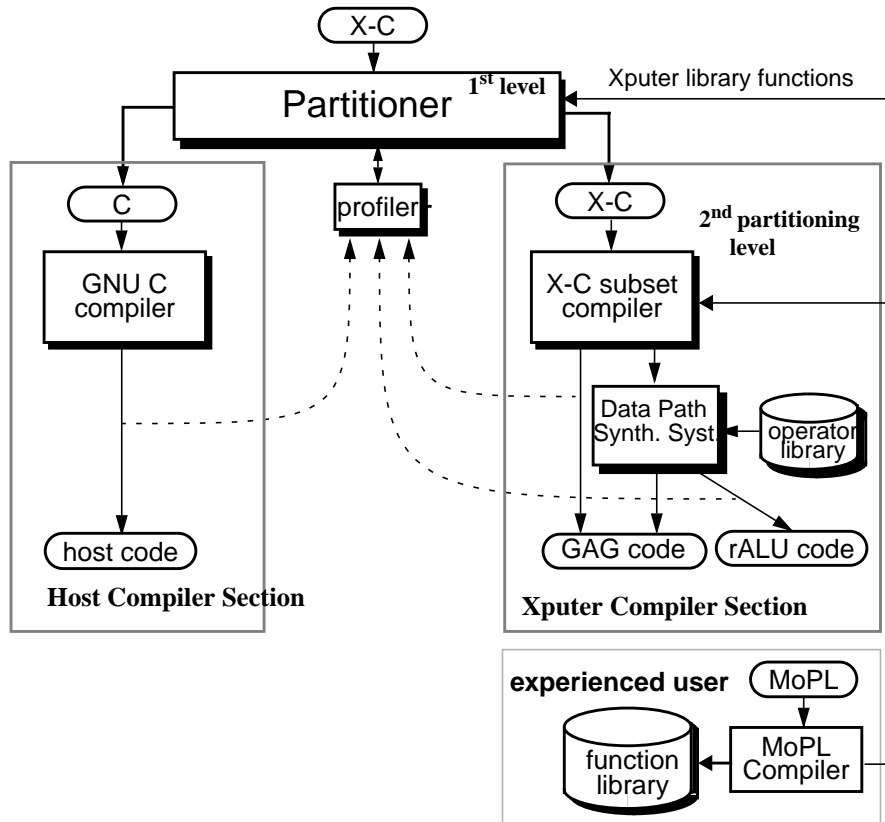 X-C
Partitioner
1st level
Xputer library functions
C
profiler
X-C
2nd partitioning
level
GNU C
compiler
X-C subset
compiler
Data Path
Synth. Syst.
operator
library
host code
GAG code
rALU code
Host Compiler Section
Xputer Compiler Section
experienced user
MoPL
function
library
MoPL
Compiler